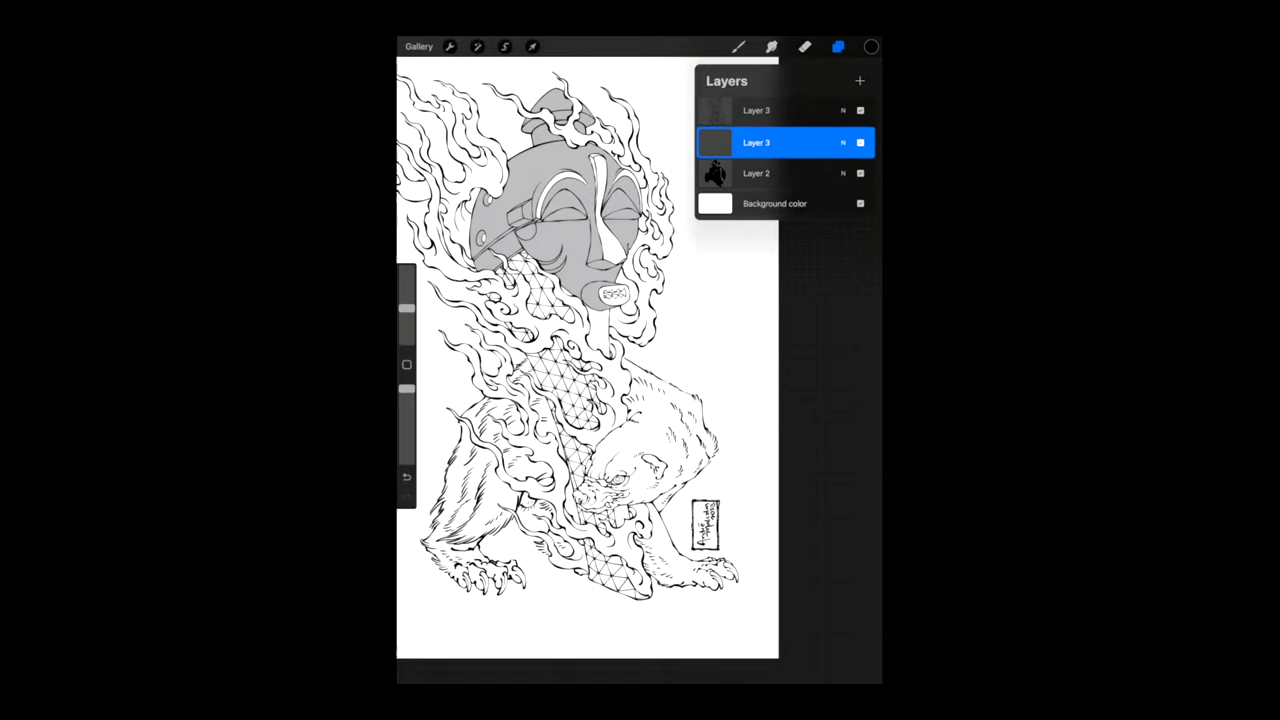 Gallery
Layers
Layer 3 N
Layer 3 N
Layer 2 N
Background color